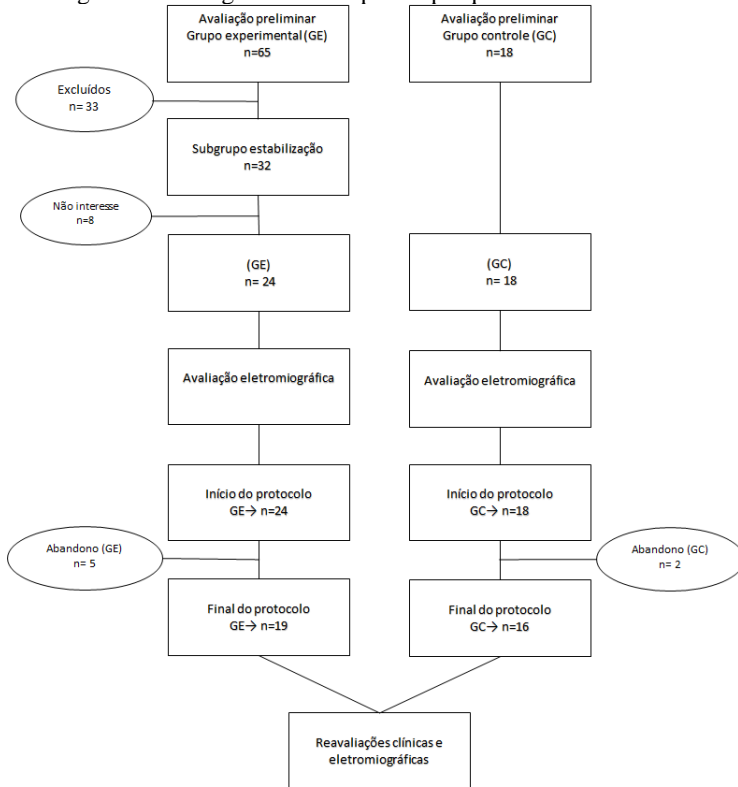 Avaliação preliminar
Grupo experimental (GE)
n=65
Avaliação preliminar
Grupo controle (GC)
n=18
Excluídos
n= 33
Subgrupo estabilização
n=32
Não interesse
n=8
(GE)
n= 24
(GC)
n= 18
Avaliação eletromiográfica
Avaliação eletromiográfica
Início do protocolo
GE→ n=24
Início do protocolo
GC→ n=18
Abandono (GE)
n= 5
Abandono (GC)
n= 2
Final do protocolo
GE→ n=19
Final do protocolo
GC→ n=16
Reavaliações clínicas e
eletromiográficas